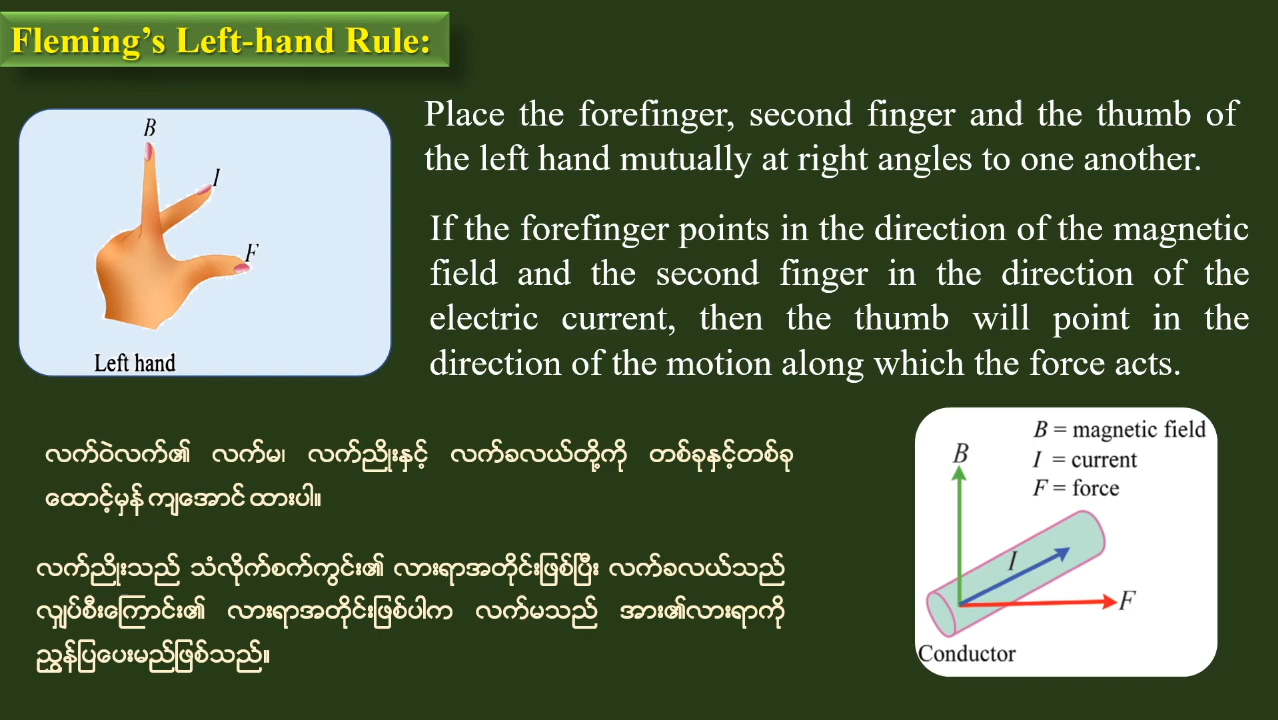 Fleming's Left-hand Rule:
B
I
F
Left hand
Place the forefinger, second finger and the thumb of
the left hand mutually at right angles to one another.
If the forefinger points in the direction of the magnetic
field and the second finger in the direction of the
electric current, then the thumb will point in the
direction of the motion along which the force acts.
လက်ဝဲလက်၏ လက်မ၊ လက်ညှိုးနှင့် လက်ခလယ်တို့ကို တစ်ခုနှင့်တစ်ခု
ထောင့်မှန် ကျအောင် ထားပါ။
လက်ညှိုးသည် သံလိုက်စက်ကွင်း၏ လားရာအတိုင်းဖြစ်ပြီး လက်ခလယ်သည်
လျှပ်စီးကြောင်း၏ လားရာအတိုင်းဖြစ်ပါက လက်မသည် အား၏လားရာကို
ညွှန်ပြပေးမည်ဖြစ်သည်။
B = magnetic field
I = current
F = force
B
I
F
Conductor